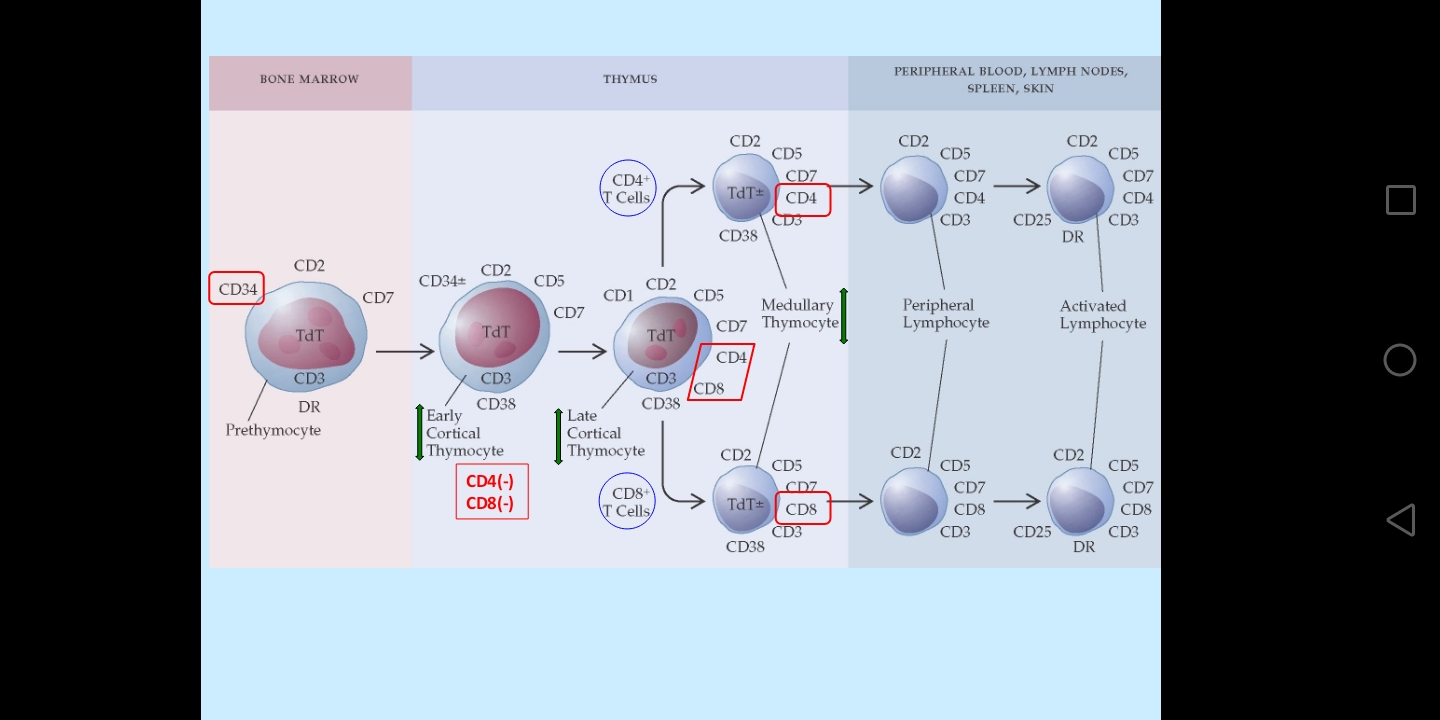 BONE MARROW
THYMUS
PERIPHERAL BLOOD, LYMPH NODES,
SPLEEN, SKIN
CD34
CD2
CD7
TdT
CD3
DR
Prethymocyte
CD34±
CD2
CD5
CD7
TdT
CD3
CD38
Early
Cortical
Thymocyte
CD4(-)
CD8(-)
CD1
CD2
CD5
CD7
TdT
CD4
CD8
CD3
CD38
Late
Cortical
Thymocyte
CD4+
T Cells
CD2
CD5
CD7
TdT±
CD4
CD3
CD38
Medullary
Thymocyte
CD8+
T Cells
CD2
CD5
CD7
TdT±
CD8
CD3
CD38
CD2
CD5
CD7
CD4
CD3
Peripheral
Lymphocyte
CD2
CD5
CD7
CD8
CD3
CD2
CD5
CD7
CD4
CD25
CD3
DR
Activated
Lymphocyte
CD2
CD5
CD7
CD8
CD25
CD3
DR